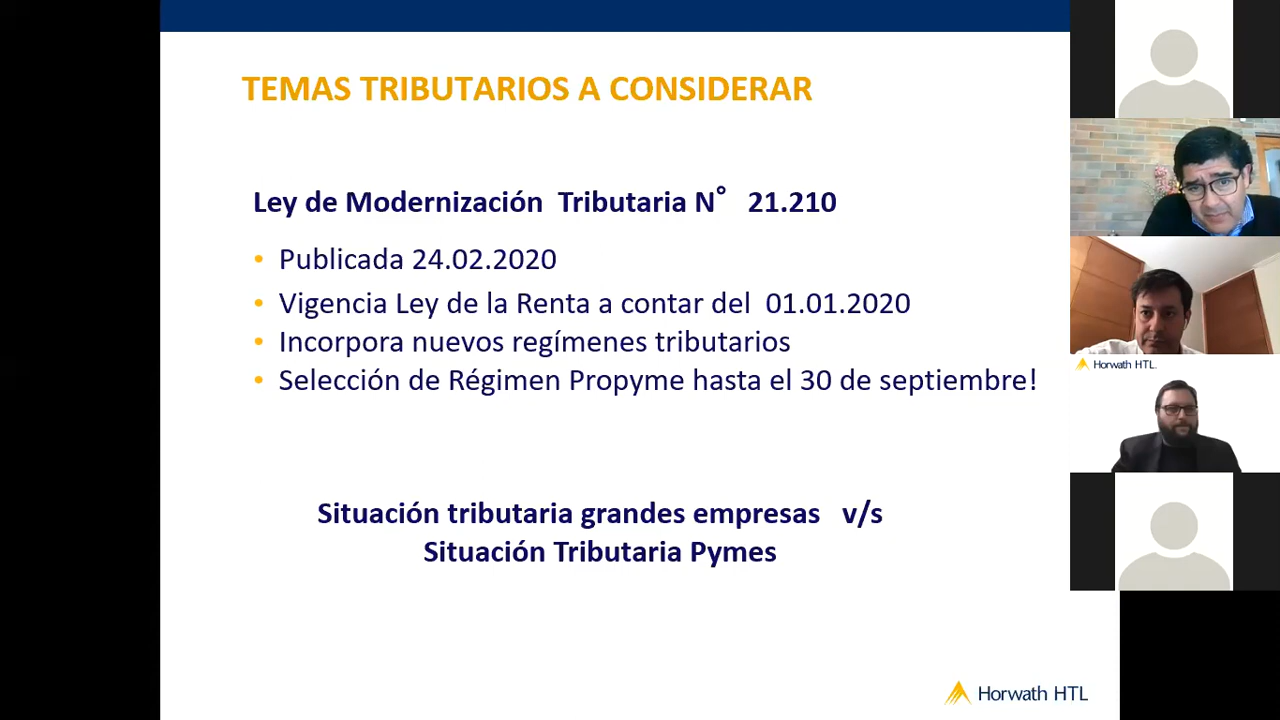 TEMAS TRIBUTARIOS A CONSIDERAR
Ley de Modernización Tributaria N° 21.210
• Publicada 24.02.2020
• Vigencia Ley de la Renta a contar del 01.01.2020
• Incorpora nuevos regímenes tributarios
• Selección de Régimen Propyme hasta el 30 de septiembre!
Situación tributaria grandes empresas v/s
Situación Tributaria Pymes
Horwath HTL
Horwath HTL.